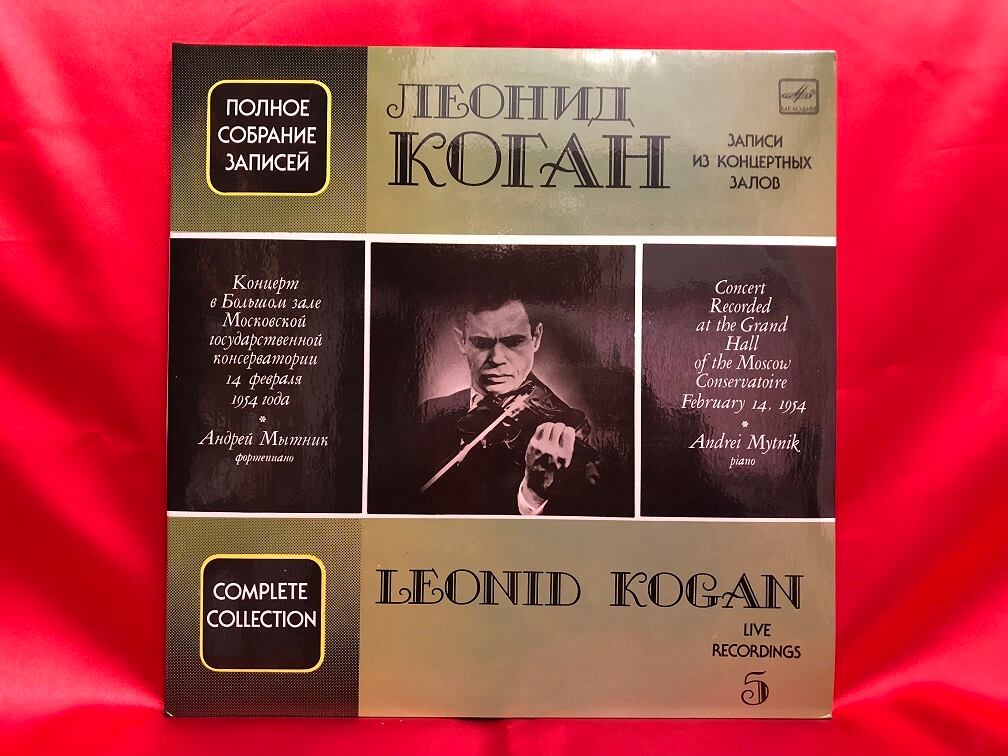 ПОЛНОЕ
СОБРАНИЕ
ЗАПИСЕЙ
ЛЕОНИД
КОГАН
МЕЛОДИЯ
ЗАПИСИ
ИЗ КОНЦЕРТНЫХ
ЗАЛОВ
Концерт
в Большом зале
Московской
государственной
консерватории
14 февраля
1954 года
*
Андрей Мытник
фортепиано
Concert
Recorded
at the Grand
Hall
of the Moscow
Conservatoire
February 14, 1954
*
Andrei Mytnik
piano
COMPLETE
COLLECTION
LEONID KOGAN
LIVE
RECORDINGS
5